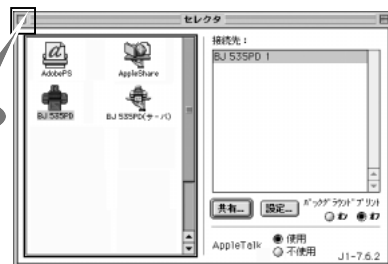 セレクタ
AdobePS
AppleShare
BJ 535PD
BJ 535PD(サーバ)
接続先：
BJ 535PD 1
共有...
設定...
バックグラウンドプリント
切
AppleTalk
使用
不使用
J1-7.6.2